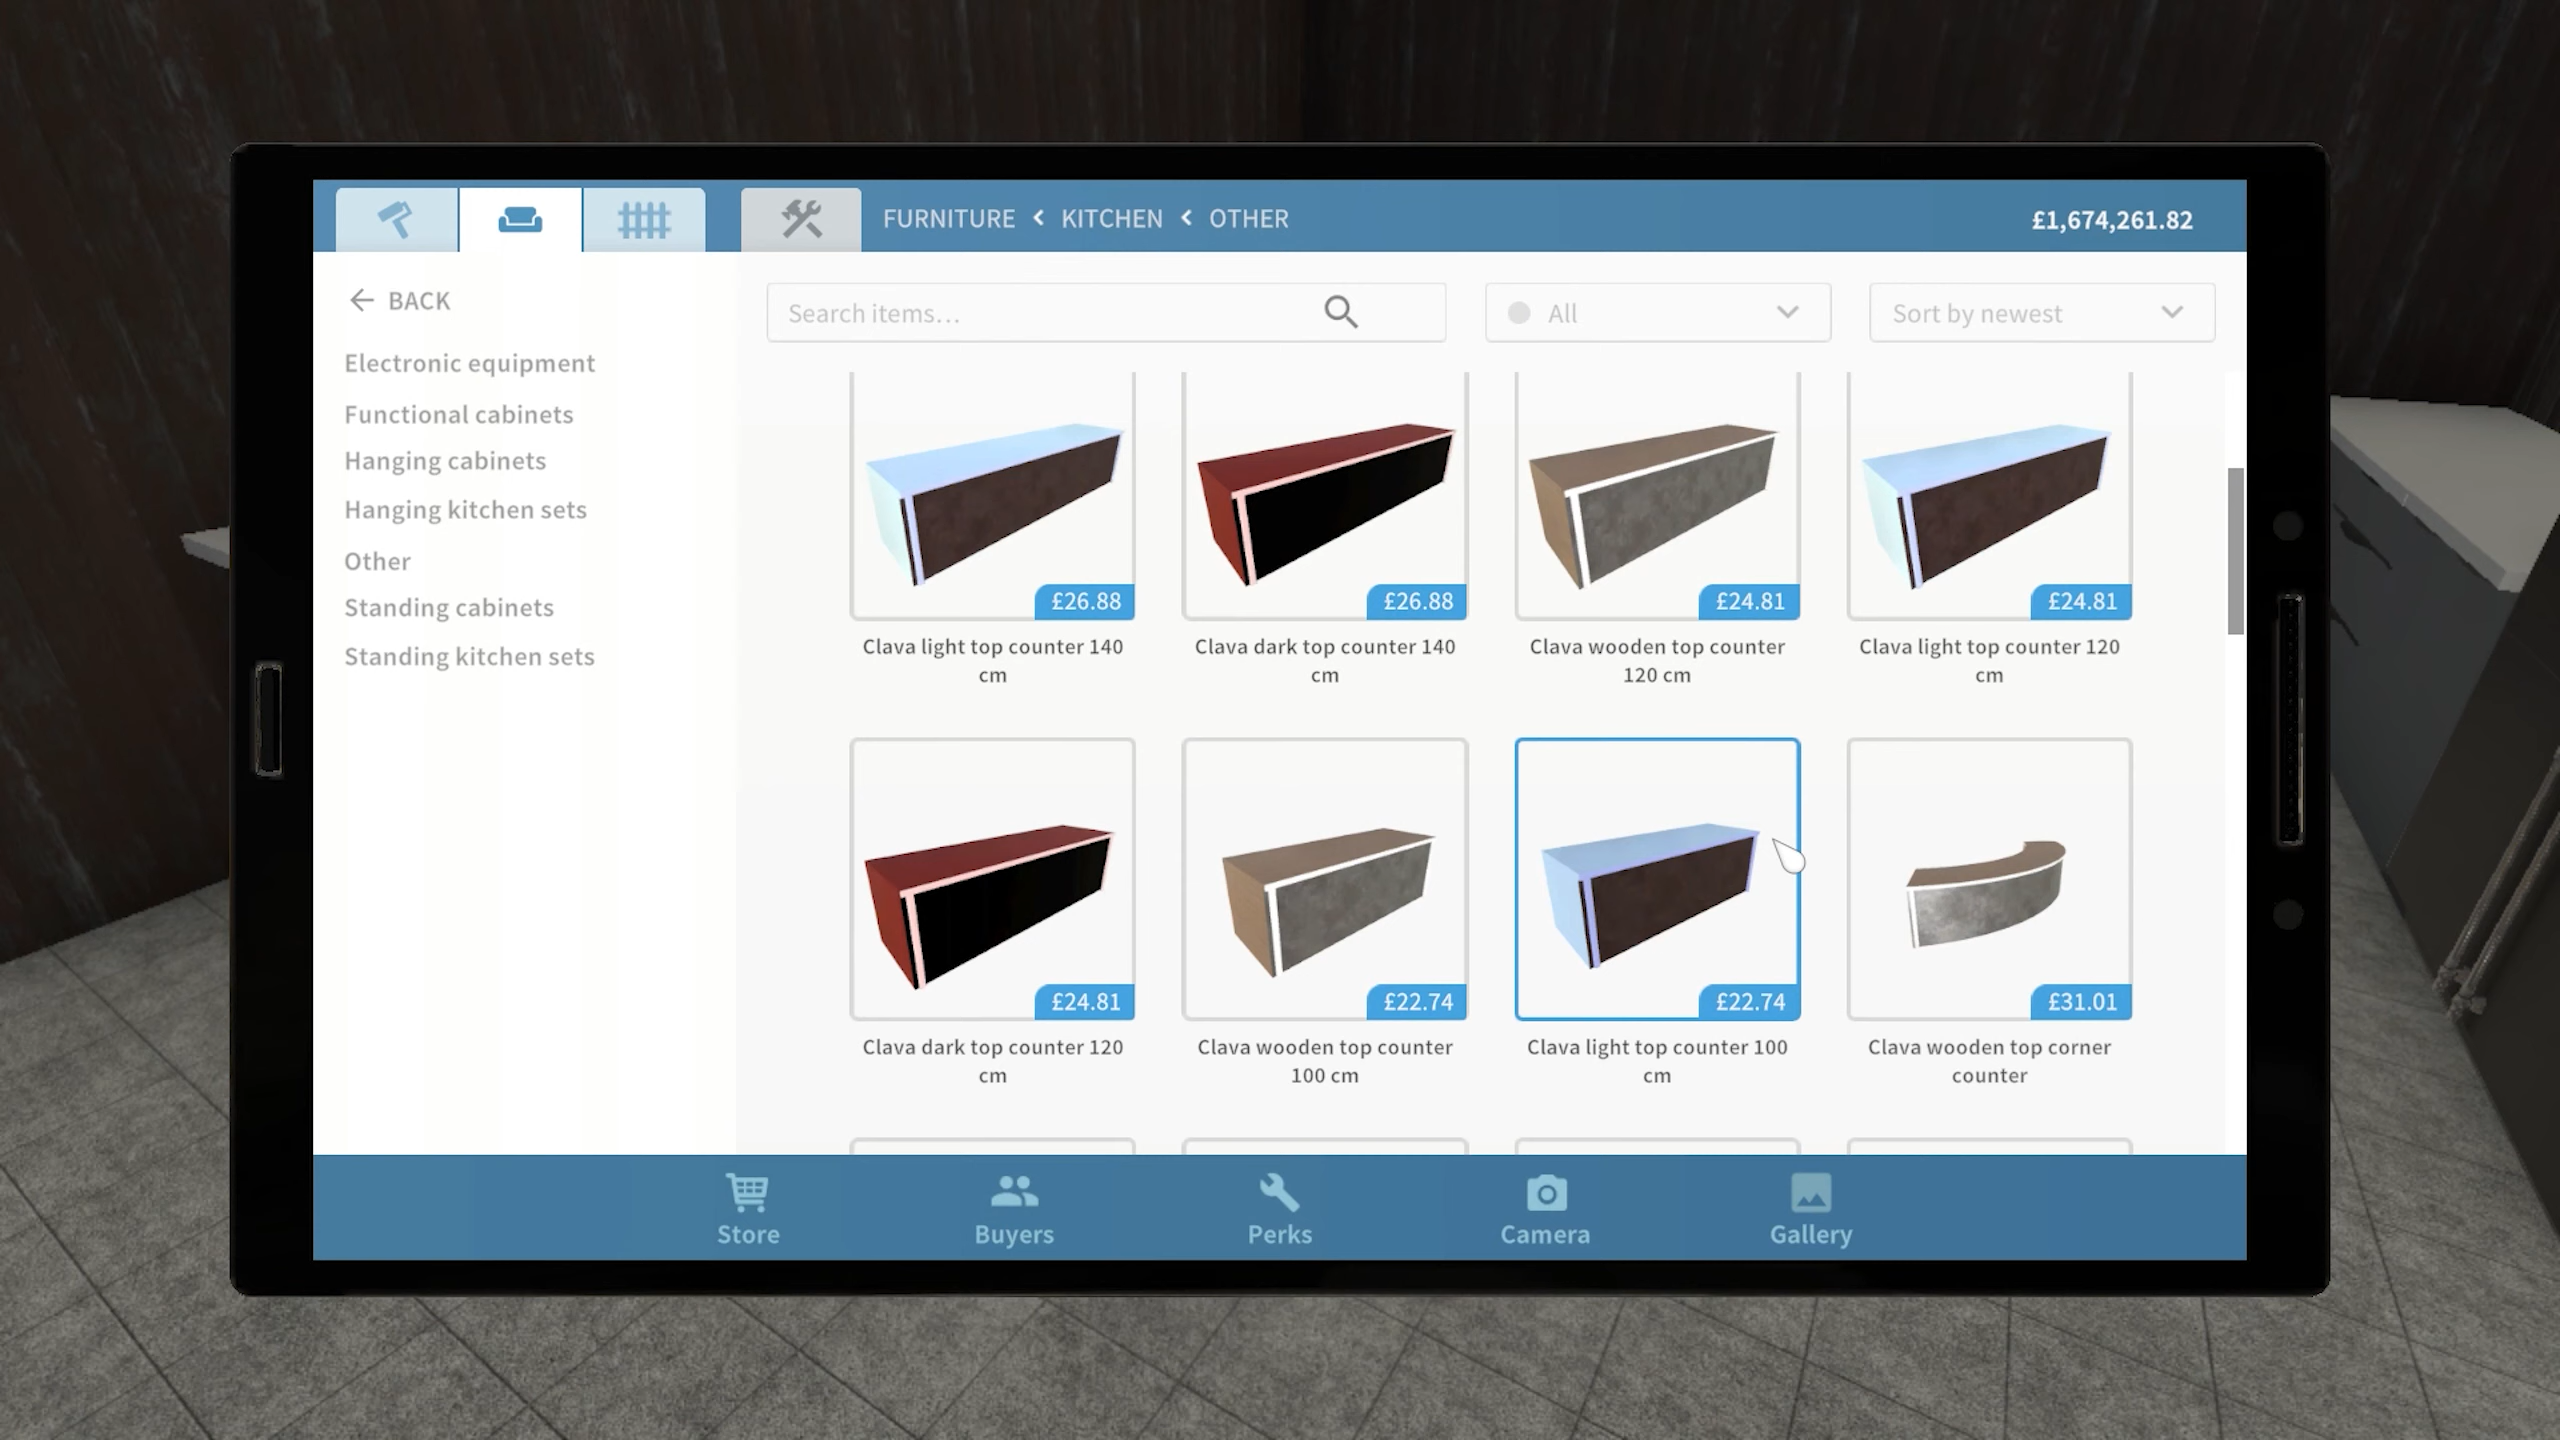 FURNITURE < KITCHEN < OTHER
£1,674,261.82
BACK
Search items...
All
Sort by newest
Electronic equipment
Functional cabinets
Hanging cabinets
Hanging kitchen sets
Other
Standing cabinets
Standing kitchen sets
£26.88
£26.88
£24.81
£24.81
Clava light top counter 140
cm
Clava dark top counter 140
cm
Clava wooden top counter
120 cm
Clava light top counter 120
cm
£24.81
£22.74
£22.74
£31.01
Clava dark top counter 120
cm
Clava wooden top counter
100 cm
Clava light top counter 100
cm
Clava wooden top corner
counter
Store
Buyers
Perks
Camera
Gallery